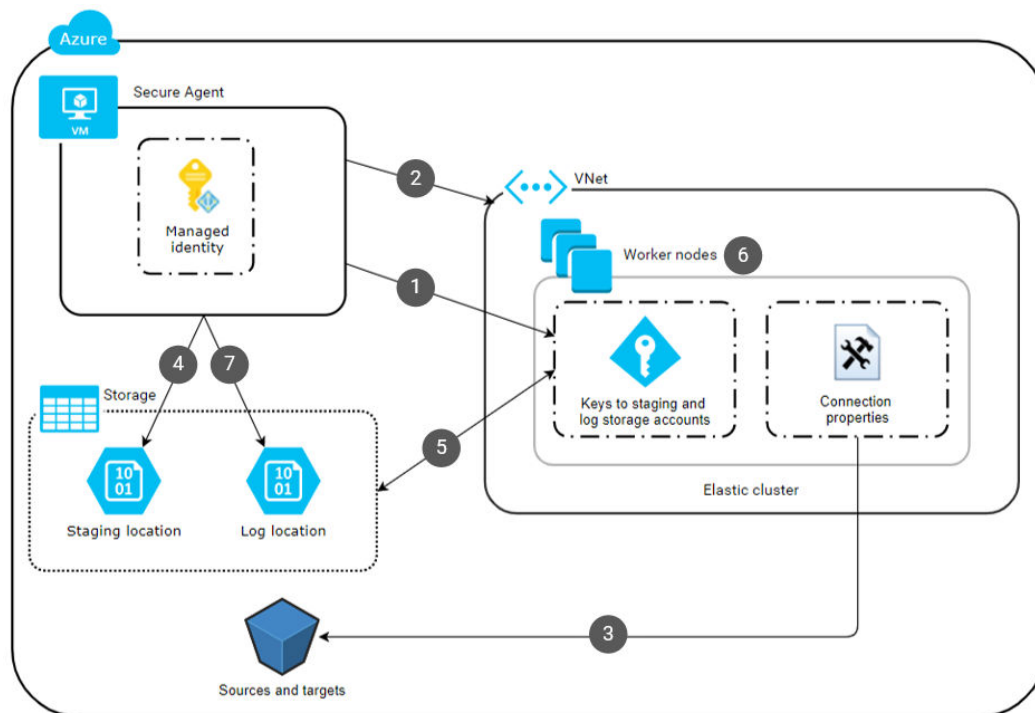 Azure
Secure Agent
VM
Managed
identity
2
VNet
Worker nodes
6
1
4
7
Storage
Keys to staging and
log storage accounts
Connection
properties
5
10
01
10
01
Staging location
Log location
Elastic cluster
3
Sources and targets